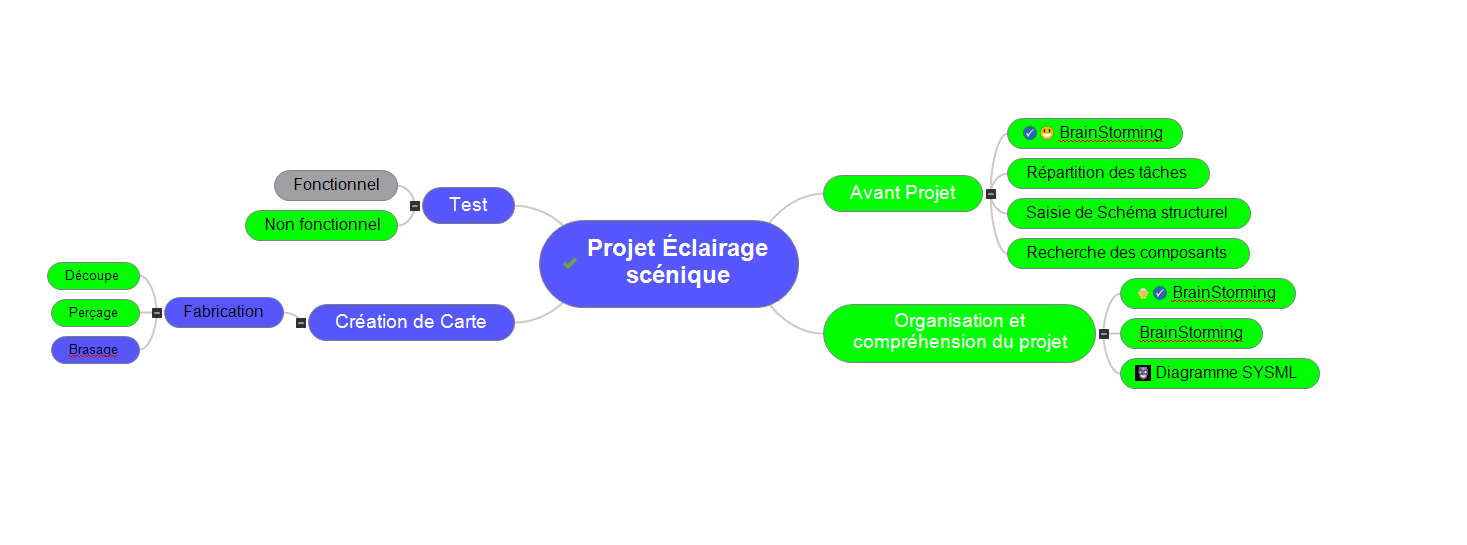 Projet Éclairage
scénique
Avant Projet
BrainStorming
Répartition des tâches
Saisie de Schéma structurel
Recherche des composants
Organisation et
compréhension du projet
BrainStorming
BrainStorming
Diagramme SYSML
Test
Fonctionnel
Non fonctionnel
Création de Carte
Fabrication
Découpe
Perçage
Brasage